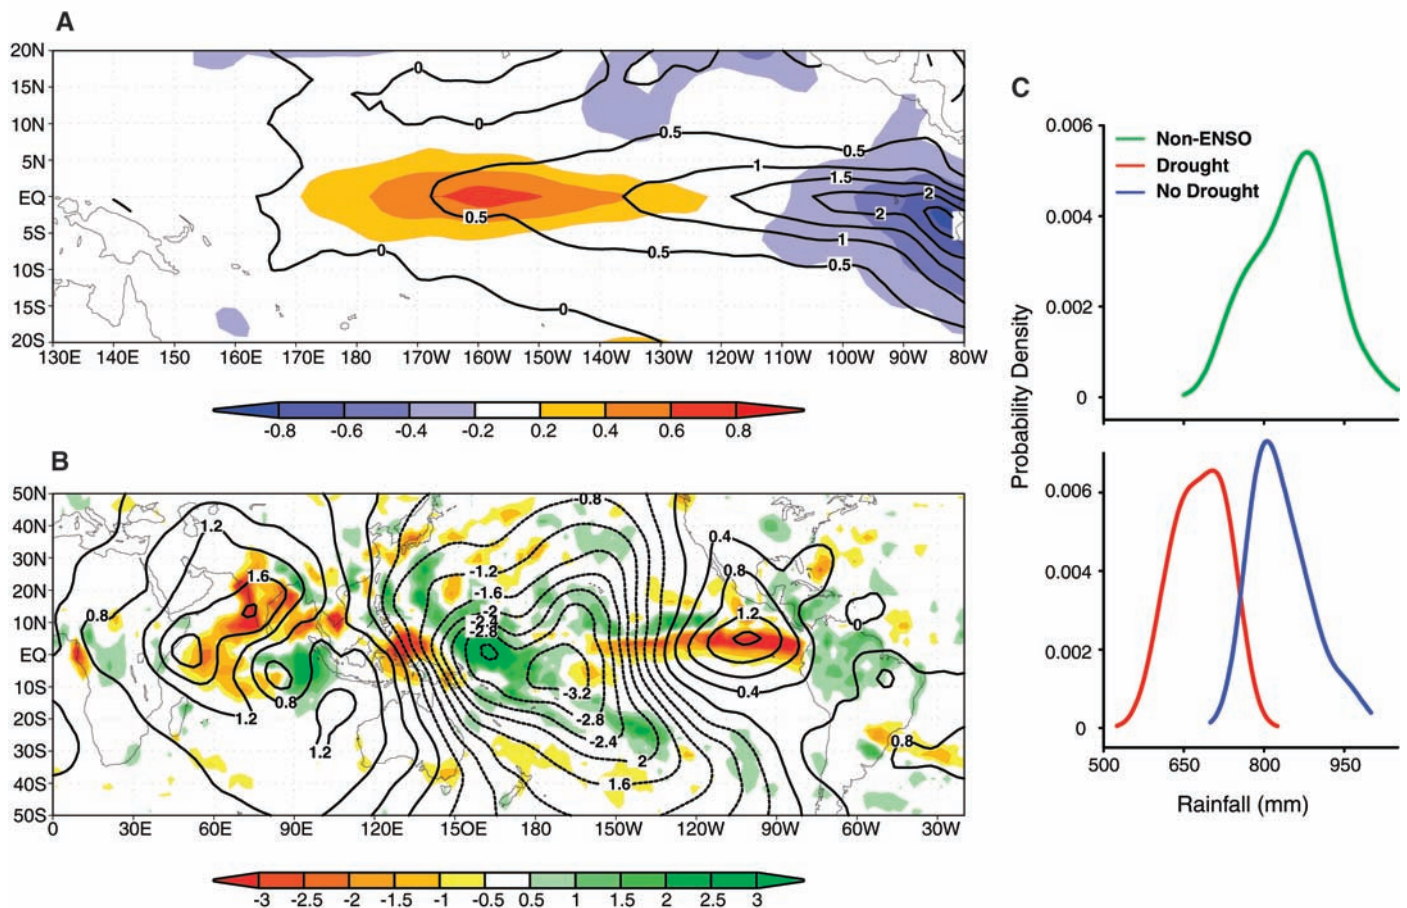 A
20N
15N
10N
5N
EQ
5S
10S
15S
20S
0
0
0.5
0.5
1
1.5
2
2
0.5
1
0.5
0.5
0
0
130E 140E 150 160E 170E 180 170W 160W 150W 140W 130W 120W 110W 100W 90W 80W
-0.8 -0.6 -0.4 -0.2 0.2 0.4 0.6 0.8
B
50N
40N
30N
20N
10N
EQ
10S
20S
30S
40S
50S
1.2
1.6
0.8
0.8
1.2
1.2
-0.8
-1.2
-1.6
-2
-2.4
-2.8
-3.2
-2.8
-2.4
2
1.6
0.4
0.8
1.2
0.4
0
0.8
0 30E 60E 90E 120E 150E 180 150W 120W 90W 60W 30W
-3 -2.5 -2 -1.5 -1 -0.5 0.5 1 1.5 2 2.5 3
C
Non-ENSO
Drought
No Drought
0.006
0.004
0.002
0
0.006
0.004
0.002
0
Probability Density
500 650 800 950
Rainfall (mm)